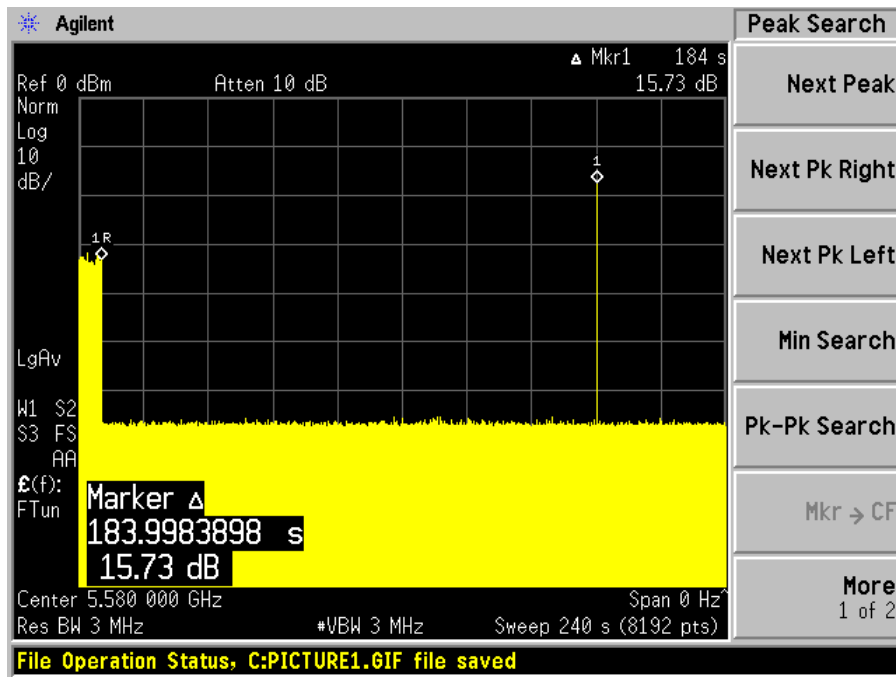 Agilent
Peak Search
Δ Mkr1 184 s
Ref 0 dBm Atten 10 dB 15.73 dB
Norm
Log
10
dB/
1
1R
LgAv
W1 S2
S3 FS
AA
£(f):
FTun
Marker Δ
183.9983898 s
15.73 dB
Center 5.580 000 GHz Span 0 Hz^
Res BW 3 MHz #VBW 3 MHz Sweep 240 s (8192 pts)
File Operation Status, C:PICTURE1.GIF file saved
Next Peak
Next Pk Right
Next Pk Left
Min Search
Pk-Pk Search
Mkr → CF
More
1 of 2